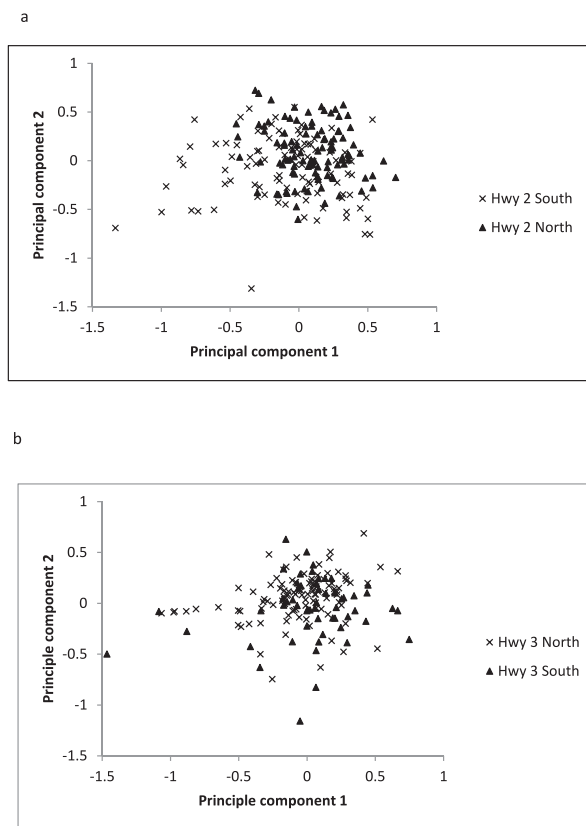 a
1
0.5
0
-0.5
-1
-1.5
-1.5 -1 -0.5 0 0.5 1
Principal component 2
Principal component 1
Hwy 2 South
Hwy 2 North
b
1
0.5
0
-0.5
-1
-1.5
-1.5 -1 -0.5 0 0.5 1
Principle component 2
Principle component 1
Hwy 3 North
Hwy 3 South